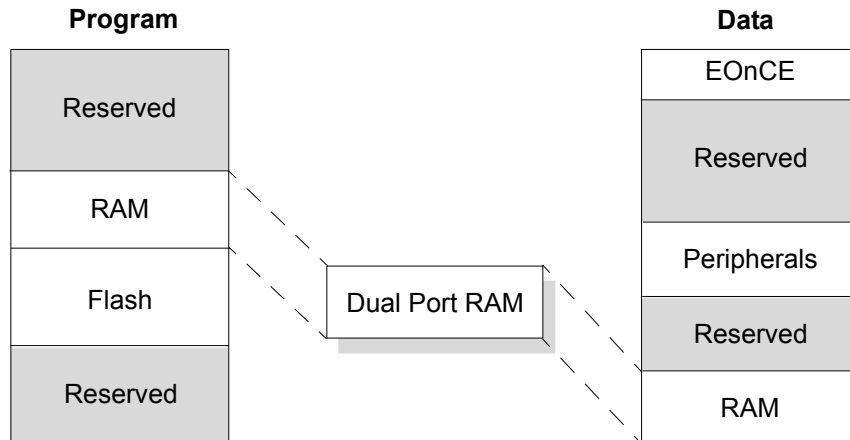 Program
Reserved
RAM
Flash
Reserved
Dual Port RAM
Data
EOnCE
Reserved
Peripherals
Reserved
RAM